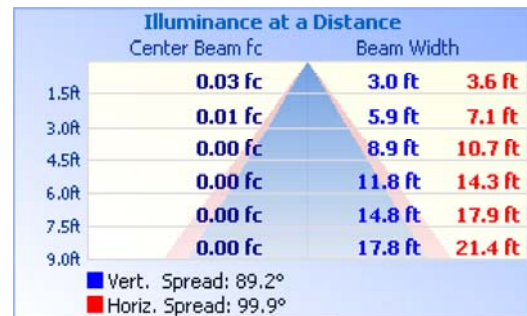 Illuminance at a Distance
Center Beam fc Beam Width
1.5ft 0.03 fc 3.0 ft 3.6 ft
3.0ft 0.01 fc 5.9 ft 7.1 ft
4.5ft 0.00 fc 8.9 ft 10.7 ft
6.0ft 0.00 fc 11.8 ft 14.3 ft
7.5ft 0.00 fc 14.8 ft 17.9 ft
9.0ft 0.00 fc 17.8 ft 21.4 ft
Vert. Spread: 89.2°
Horiz. Spread: 99.9°